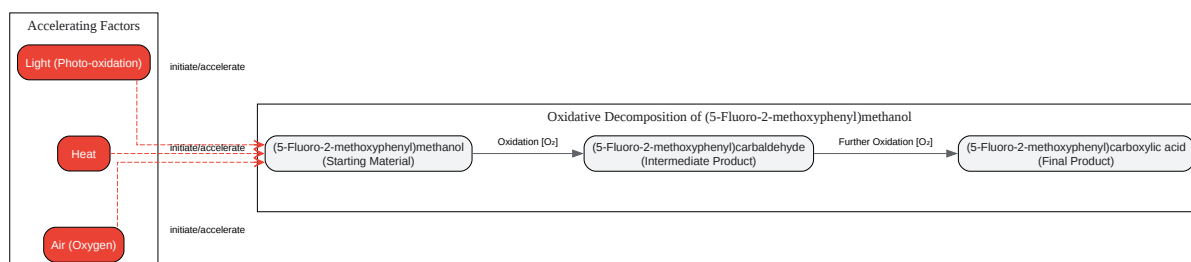 Accelerating Factors
Light (Photo-oxidation)
initiate/accelerate
Heat
initiate/accelerate
Air (Oxygen)
initiate/accelerate
Oxidative Decomposition of (5-Fluoro-2-methoxyphenyl)methanol
(5-Fluoro-2-methoxyphenyl)methanol
(Starting Material)
Oxidation [O₂]
(5-Fluoro-2-methoxyphenyl)carbaldehyde
(Intermediate Product)
Further Oxidation [O₂]
(5-Fluoro-2-methoxyphenyl)carboxylic acid
(Final Product)